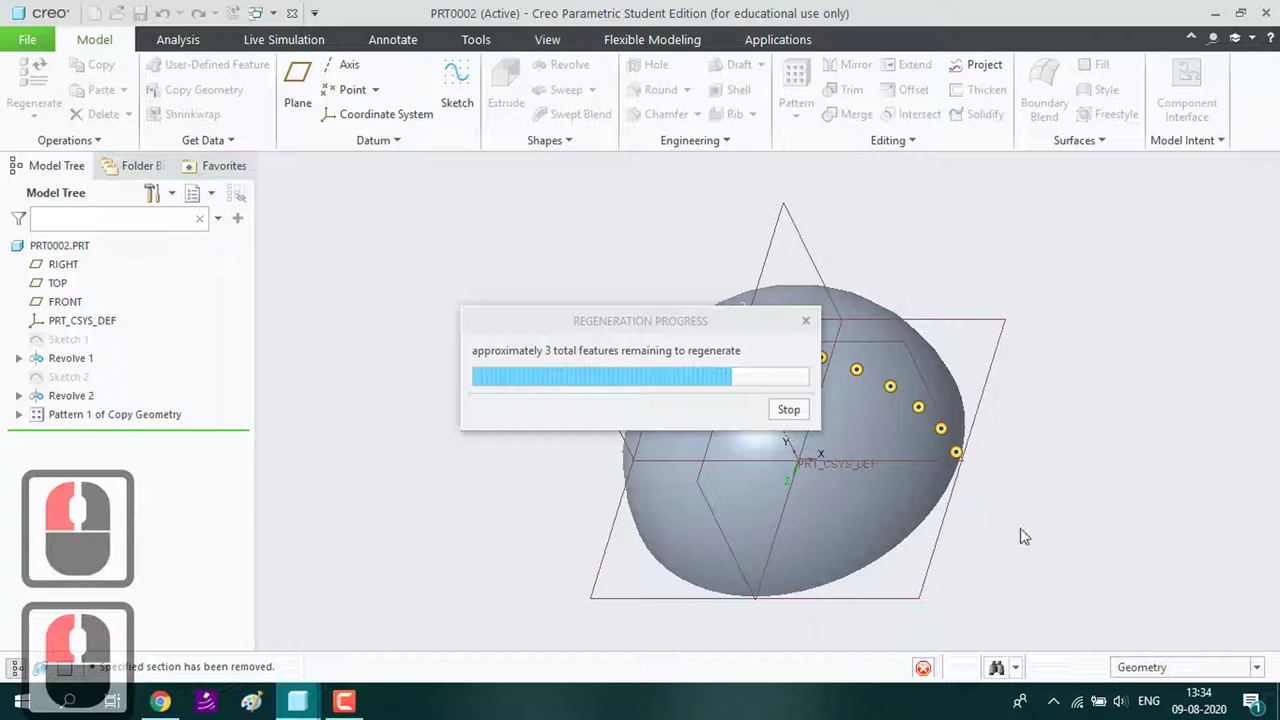 creo
PRT0002 (Active) - Creo Parametric Student Edition (for educational use only)
File Model Analysis Live Simulation Annotate Tools View Flexible Modeling Applications
Regenerate
Copy
Paste
Delete
Operations
User-Defined Feature
Copy Geometry
Shrinkwrap
Get Data
Plane
Axis
Point
Coordinate System
Sketch
Datum
Extrude
Revolve
Sweep
Swept Blend
Shapes
Hole
Round
Chamfer
Draft
Shell
Rib
Engineering
Pattern
Mirror
Trim
Merge
Extend
Offset
Intersect
Project
Thicken
Solidify
Editing
Boundary Blend
Fill
Style
Freestyle
Surfaces
Component Interface
Model Intent
Model Tree Folder B Favorites
Model Tree
PRT0002.PRT
RIGHT
TOP
FRONT
PRT_CSYS_DEF
Sketch 1
Revolve 1
Sketch 2
Revolve 2
Pattern 1 of Copy Geometry
REGENERATION PROGRESS
approximately 3 total features remaining to regenerate
Stop
Y
X
PRT_CSYS_DEF
Z
Specified section has been removed.
Geometry
ENG
13:34
09-08-2020
1